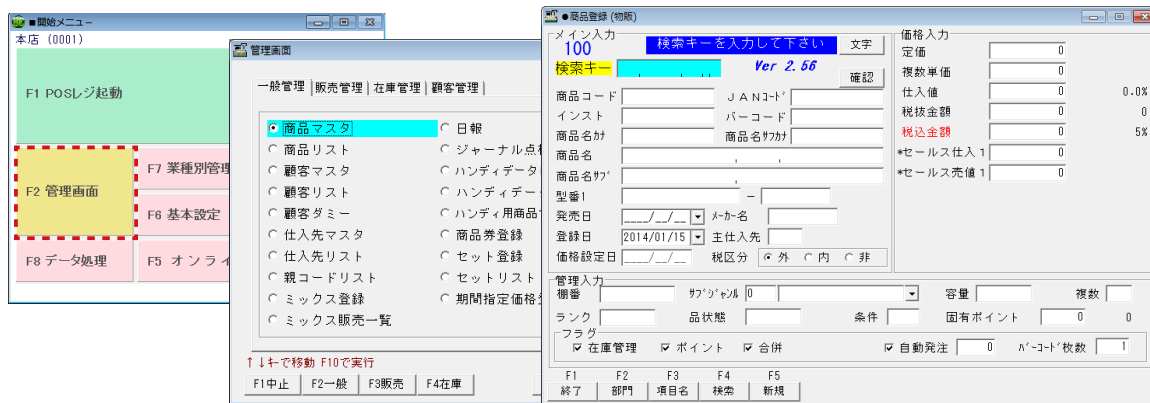 ■開始メニュー
本店 (0001)
F1 POSレジ起動
F2 管理画面
F7 業種別管理
F6 基本設定
F8 データ処理
F5 オンライ
管理画面
一般管理 販売管理 在庫管理 顧客管理
商品マスタ 日報
商品リスト ジャーナル点検
顧客マスタ ハンディデータ
顧客リスト ハンディデー
顧客ダミー ハンディ用商品
仕入先マスタ 商品券登録
仕入先リスト セット登録
親コードリスト セットリスト
ミックス登録 期間指定価格
ミックス販売一覧
↑↓キーで移動 F10で実行
F1中止 F2一般 F3販売 F4在庫
●商品登録 (物販)
メイン入力
100 検索キーを入力して下さい 文字
検索キー Ver 2.56 確認
商品コード JANコード
インスト バーコード
商品名カナ 商品名サブカナ
商品名
商品名サブ
型番1 −
発売日 ____/__/__ メーカー名
登録日 2014/01/15 主仕入先
価格設定日 ____/__/__ 税区分 外 内 非
価格入力
定価 0
複数単価 0
仕入値 0 0.0%
税抜金額 0 0
税込金額 0 5%
*セールス仕入1 0
*セールス売値1 0
管理入力
棚番 サブジャンル 0 容量 複数
ランク 品状態 条件 固有ポイント 0 0
フラグ
在庫管理 ポイント 合併 自動発注 0 バーコード枚数 1
F1 F2 F3 F4 F5
終了 部門 項目名 検索 新規